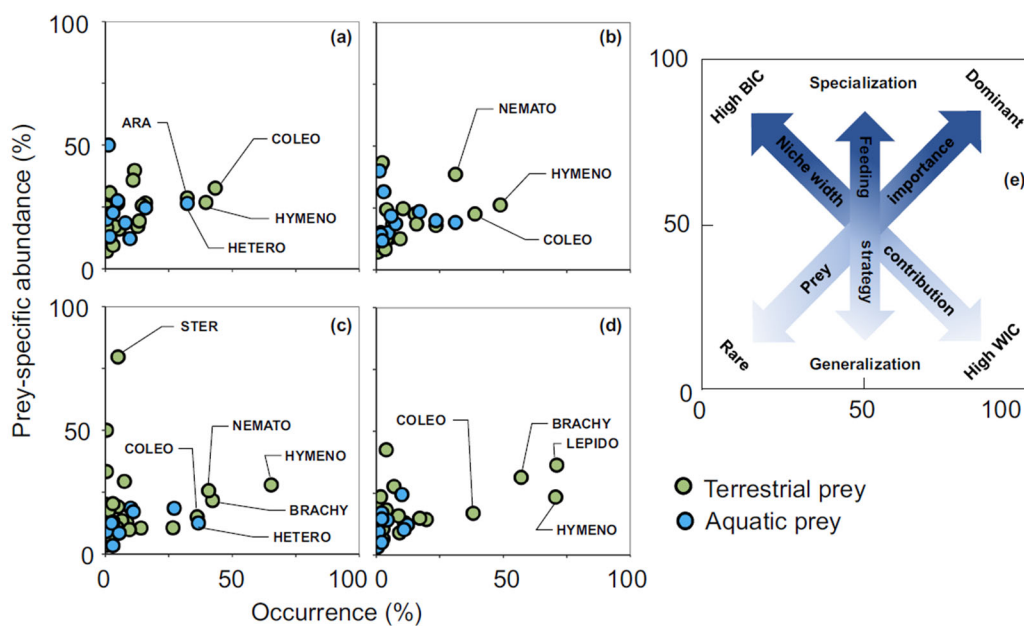 Prey-specific abundance (%)
100
50
0
(a)
ARA
COLEO
HYMENO
HETERO
(b)
NEMATO
HYMENO
COLEO
100
50
0
(c)
STER
NEMATO
COLEO
HYMENO
BRACHY
HETERO
0
50
100
(d)
COLEO
BRACHY
LEPIDO
HYMENO
0
50
100
Occurrence (%)
100
50
0
0
50
100
High BIC
Specialization
Dominant
Niche width
Feeding
importance
(e)
Prey
strategy
contribution
Rare
Generalization
High WIC
Terrestrial prey
Aquatic prey